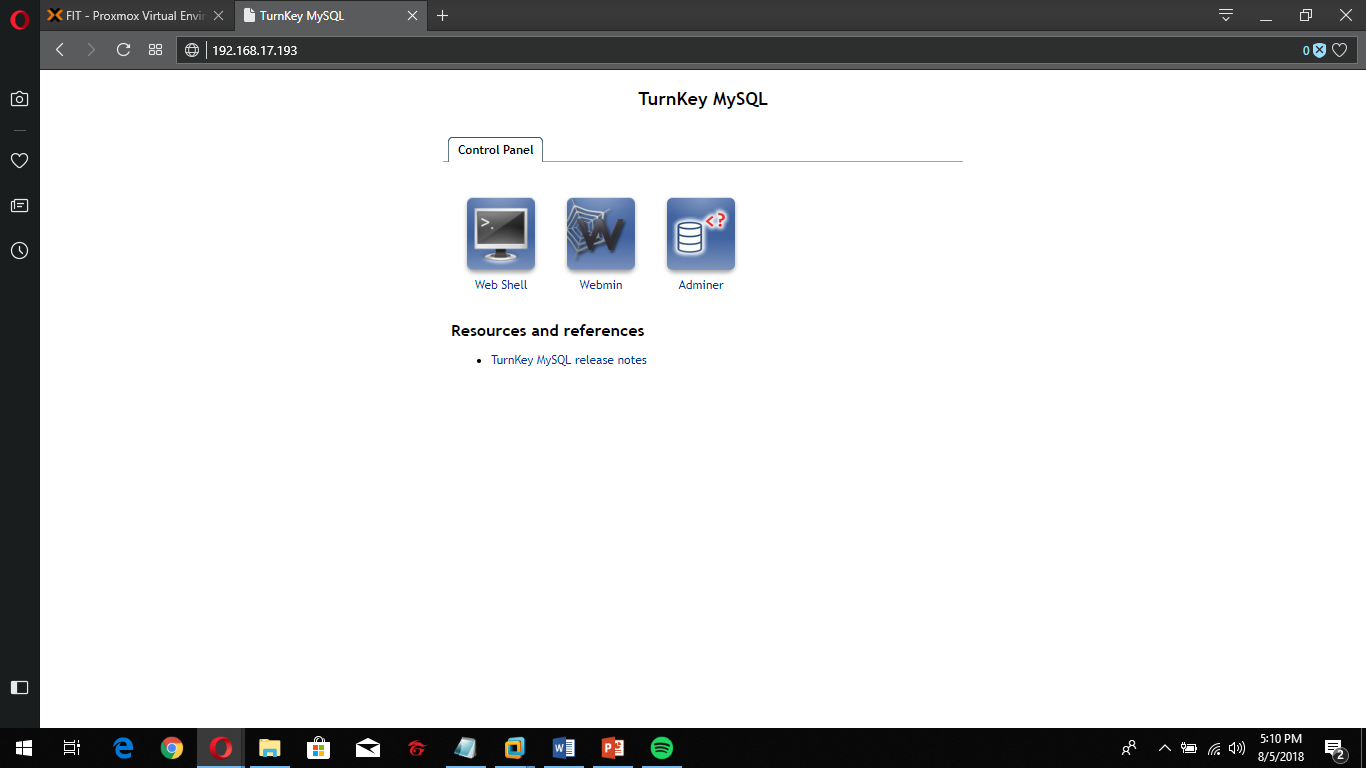 FIT - Proxmox Virtual Envi
TurnKey MySQL
192.168.17.193
0
TurnKey MySQL
Control Panel
>_
W
<?
Web Shell
Webmin
Adminer
Resources and references
TurnKey MySQL release notes
5:10 PM
8/5/2018
2